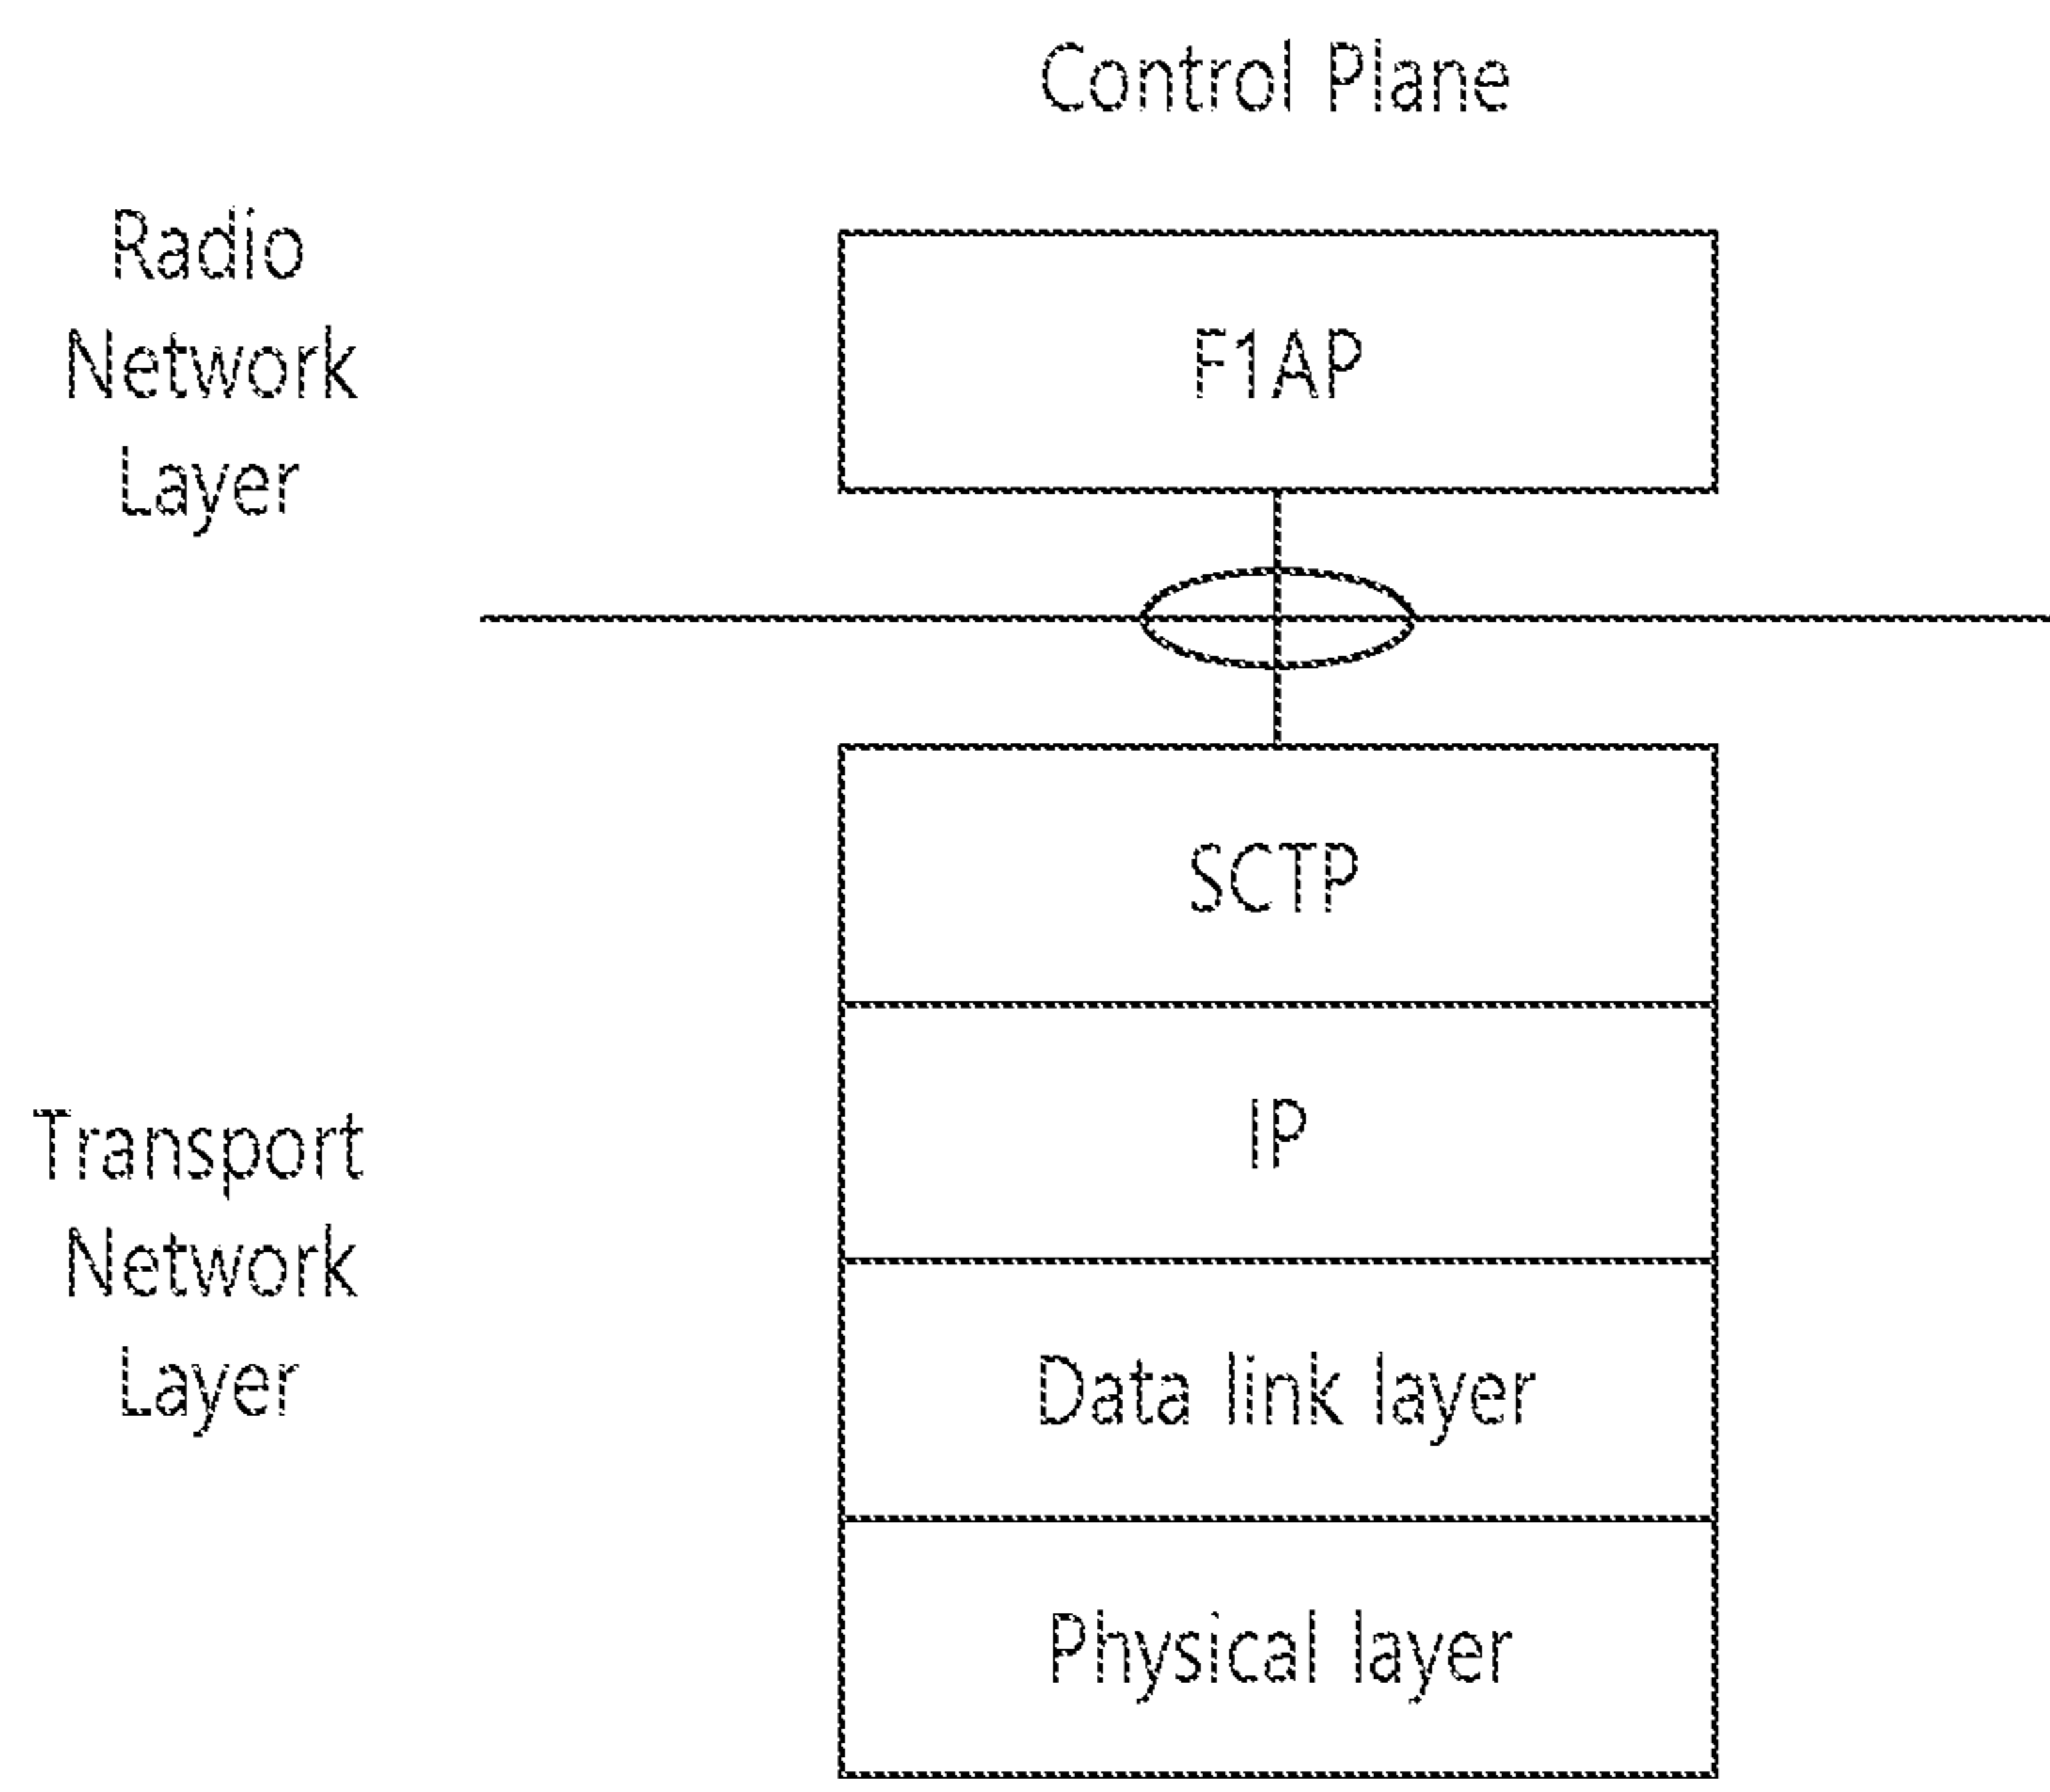 Control Plane
Radio
Network
Layer
F1AP
SCTP
IP
Transport
Network
Layer
Data link layer
Physical layer